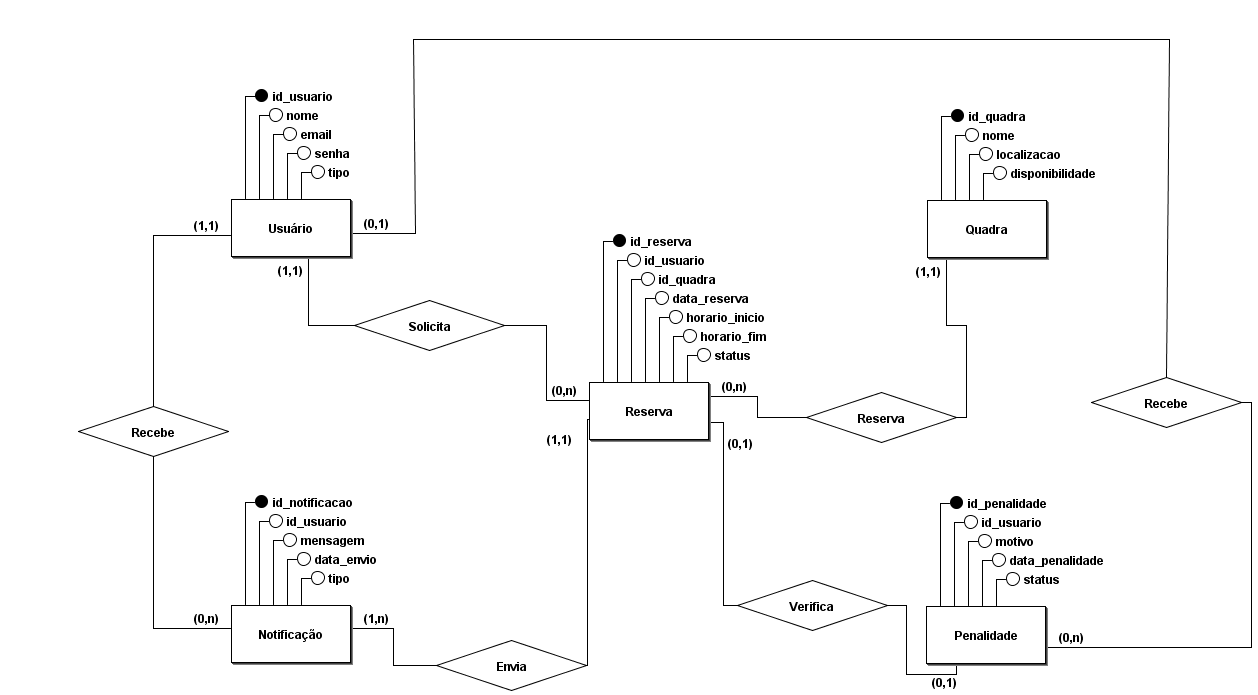 id_usuario
nome
email
senha
tipo
Usuário
(1,1)
(0,1)
(1,1)
id_quadra
nome
localizacao
disponibilidade
Quadra
(1,1)
Solicita
id_reserva
id_usuario
id_quadra
data_reserva
horario_inicio
horario_fim
status
Reserva
(0,n)
(0,n)
(1,1)
(0,1)
Reserva
Recebe
Recebe
id_notificacao
id_usuario
mensagem
data_envio
tipo
Notificação
(0,n)
(1,n)
Envia
Verifica
id_penalidade
id_usuario
motivo
data_penalidade
status
Penalidade
(0,n)
(0,1)